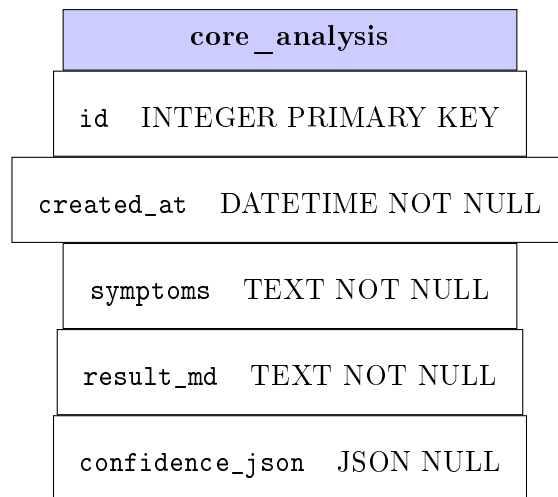 core_analysis
id INTEGER PRIMARY KEY
created_at DATETIME NOT NULL
symptoms TEXT NOT NULL
result_md TEXT NOT NULL
confidence_json JSON NULL